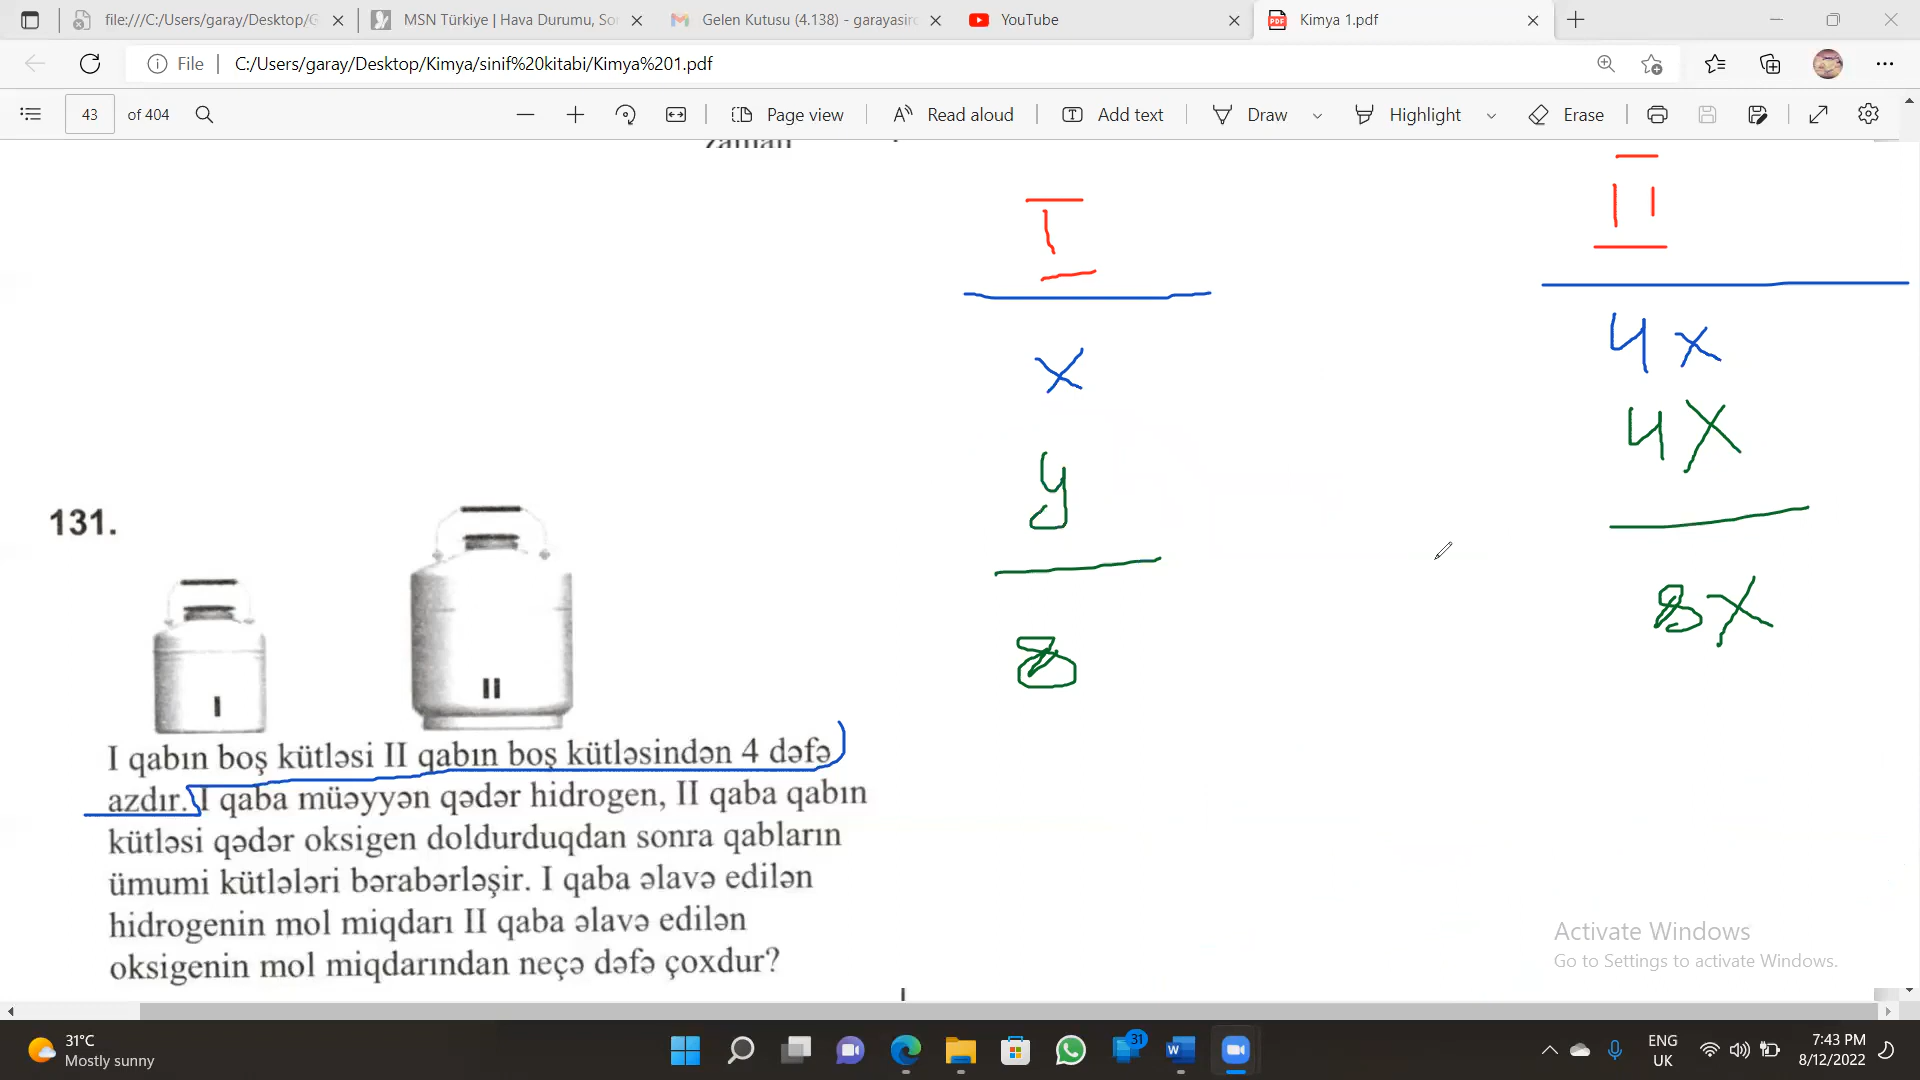 file:///C:/Users/garay/Desktop/G
MSN Türkiye | Hava Durumu, Son
Gelen Kutusu (4.138) - garayasiro
YouTube
Kimya 1.pdf
File
C:/Users/garay/Desktop/Kimya/sinif%20kitabi/Kimya%201.pdf
43 of 404
Page view
Read aloud
Add text
Draw
Highlight
Erase
zaman
I
II
x
4x
y
4x
8
8x
131.
I
II
I qabın boş kütləsi II qabın boş kütləsindən 4 dəfə
azdır. I qaba müəyyən qədər hidrogen, II qaba qabın
kütləsi qədər oksigen doldurduqdan sonra qabların
ümumi kütlələri bərabərləşir. I qaba əlavə edilən
hidrogenin mol miqdarı II qaba əlavə edilən
oksigenin mol miqdarından neçə dəfə çoxdur?
Activate Windows
Go to Settings to activate Windows.
31°C
Mostly sunny
31
ENG
UK
7:43 PM
8/12/2022